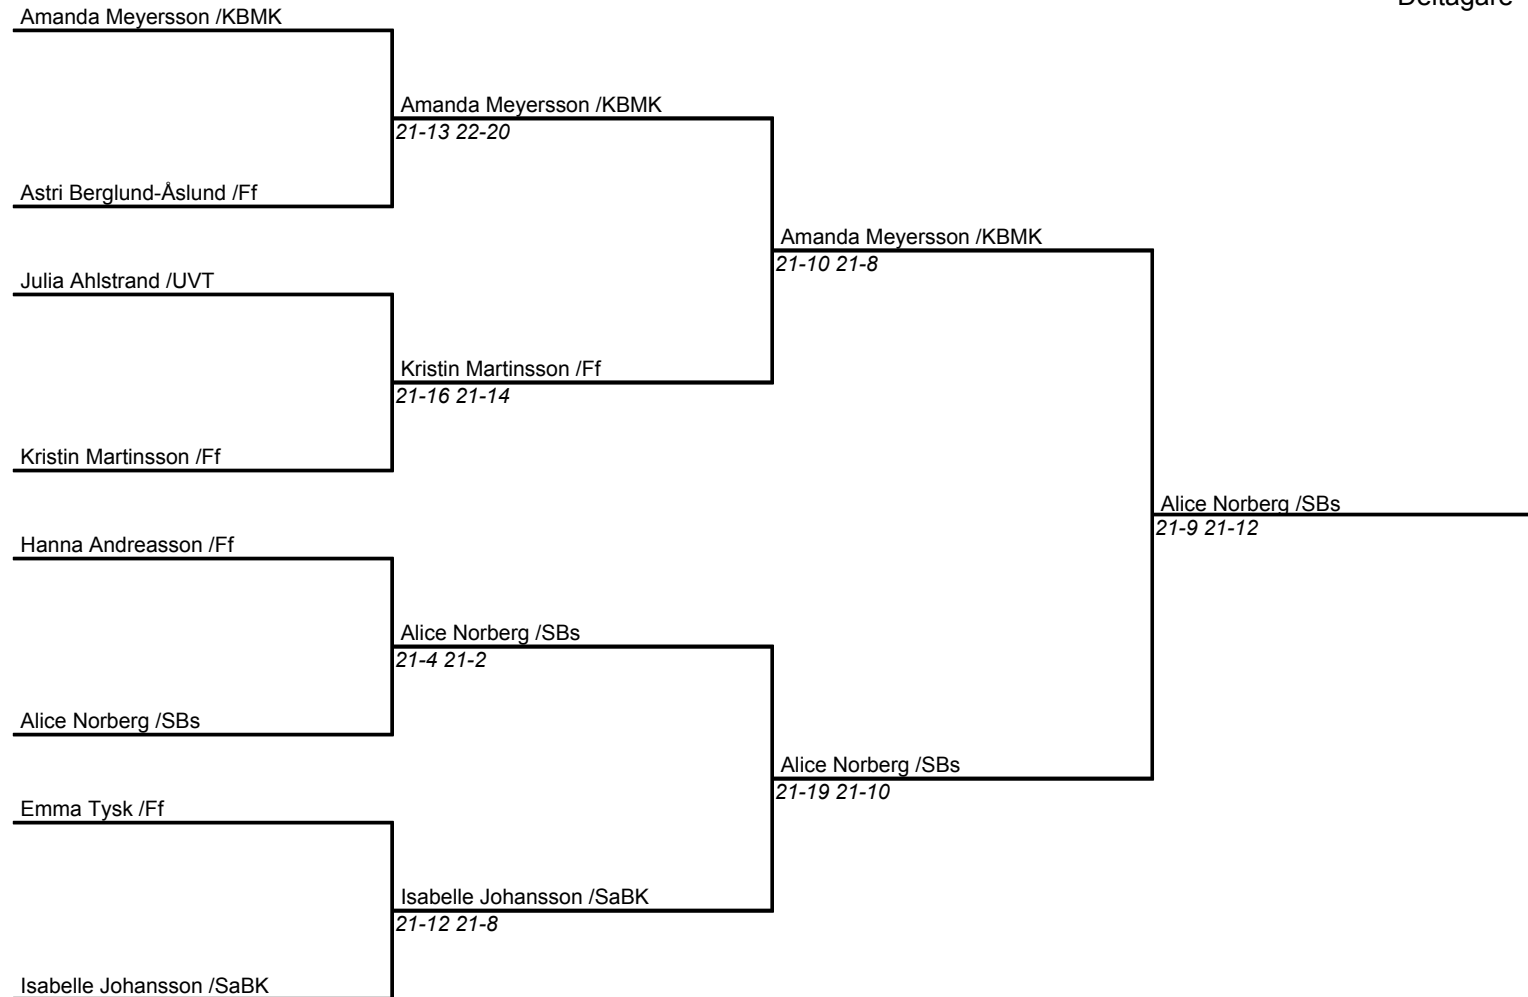 Deltagare
Amanda Meyersson /KBMK
Amanda Meyersson /KBMK
21-13 22-20
Astri Berglund-Åslund /Ff
Amanda Meyersson /KBMK
21-10 21-8
Julia Ahlstrand /UVT
Kristin Martinsson /Ff
21-16 21-14
Kristin Martinsson /Ff
Alice Norberg /SBs
21-9 21-12
Hanna Andreasson /Ff
Alice Norberg /SBs
21-4 21-2
Alice Norberg /SBs
Alice Norberg /SBs
21-19 21-10
Emma Tysk /Ff
Isabelle Johansson /SaBK
21-12 21-8
Isabelle Johansson /SaBK